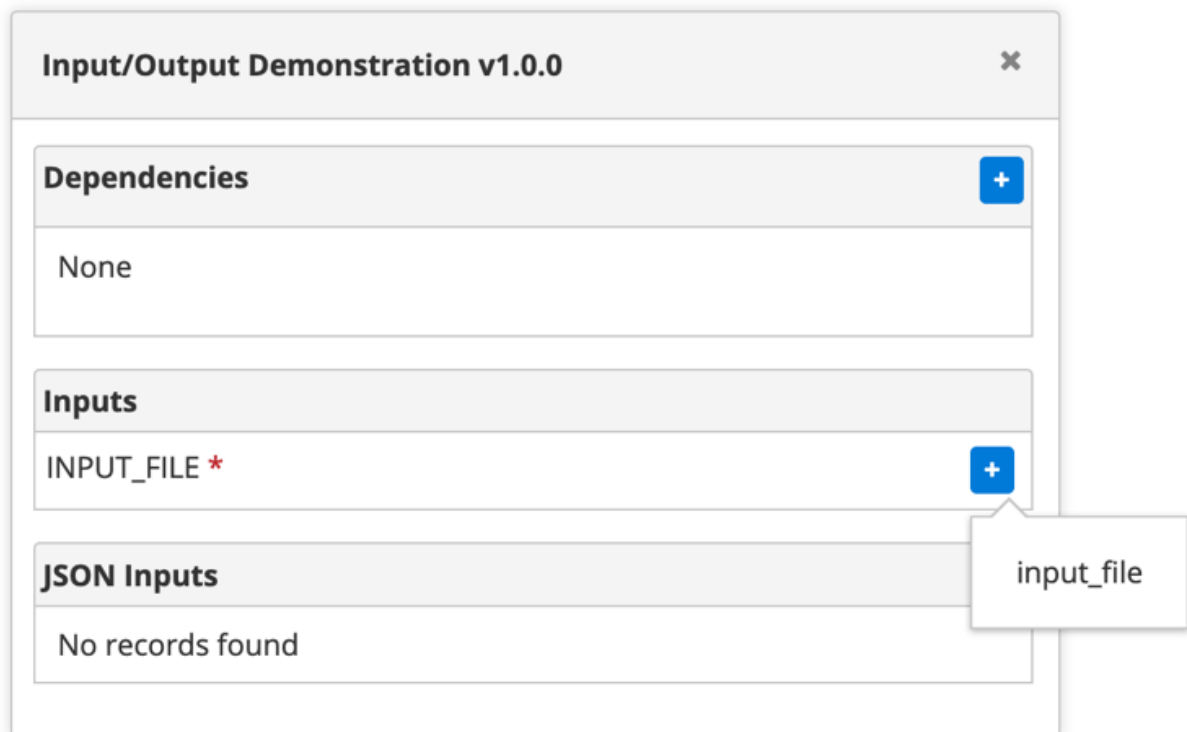 Input/Output Demonstration v1.0.0
Dependencies
None
Inputs
INPUT_FILE *
input_file
JSON Inputs
No records found